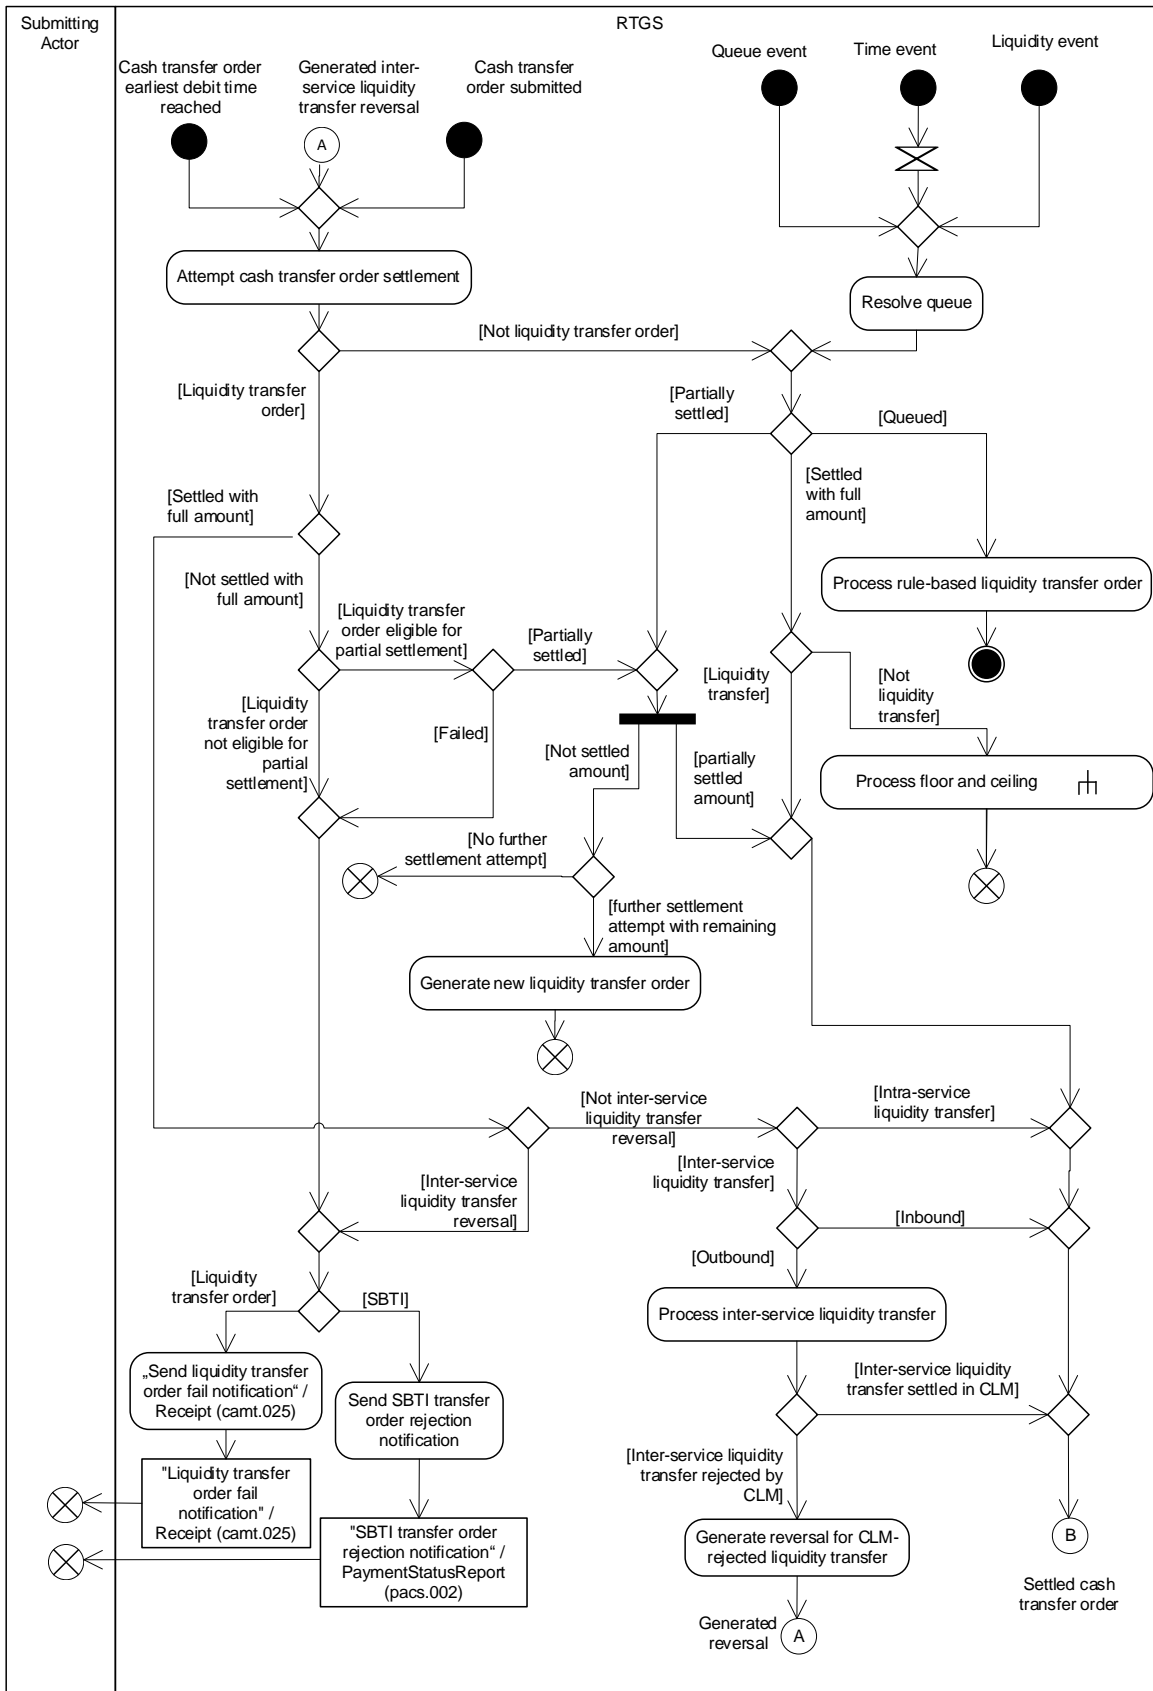 Submitting
Actor
RTGS
Queue event
Time event
Liquidity event
Cash transfer order
earliest debit time
reached
Generated inter-
service liquidity
transfer reversal
Cash transfer
order submitted
A
Attempt cash transfer order settlement
Resolve queue
[Not liquidity transfer order]
[Liquidity transfer
order]
[Partially
settled]
[Queued]
[Settled
with full
amount]
[Settled with
full amount]
[Not settled with
full amount]
Process rule-based liquidity transfer order
[Liquidity transfer
order eligible for
partial settlement]
[Partially
settled]
[Liquidity
transfer]
[Not
liquidity
transfer]
[Liquidity
transfer order
not eligible for
partial
settlement]
[Failed]
[Not settled
amount]
[partially
settled
amount]
Process floor and ceiling
[No further
settlement attempt]
[further settlement
attempt with remaining
amount]
Generate new liquidity transfer order
[Not inter-service
liquidity transfer
reversal]
[Intra-service
liquidity transfer]
[Inter-service
liquidity transfer
reversal]
[Inter-service
liquidity transfer]
[Inbound]
[Outbound]
[Liquidity
transfer order]
[SBTI]
Process inter-service liquidity transfer
„Send liquidity transfer
order fail notification“ /
Receipt (camt.025)
Send SBTI transfer
order rejection
notification
[Inter-service liquidity
transfer settled in CLM]
[Inter-service liquidity
transfer rejected by
CLM]
"Liquidity transfer
order fail
notification" /
Receipt (camt.025)
"SBTI transfer order
rejection notification“ /
PaymentStatusReport
(pacs.002)
Generate reversal for CLM-
rejected liquidity transfer
B
Settled cash
transfer order
Generated
reversal
A